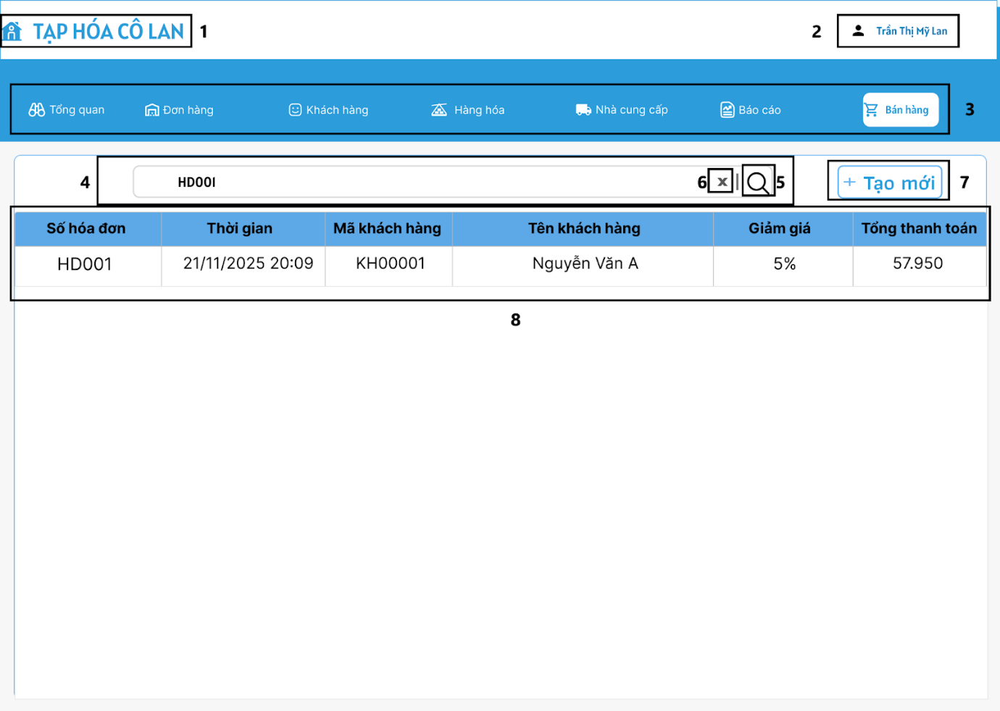 TẠP HÓA CÔ LAN 1
2 Trần Thị Mỹ Lan
Tổng quan Đơn hàng Khách hàng Hàng hóa Nhà cung cấp Báo cáo Bán hàng 3
4 HD001 6 x | 5 + Tạo mới 7
Số hóa đơn Thời gian Mã khách hàng Tên khách hàng Giảm giá Tổng thanh toán
HD001 21/11/2025 20:09 KH00001 Nguyễn Văn A 5% 57.950
8